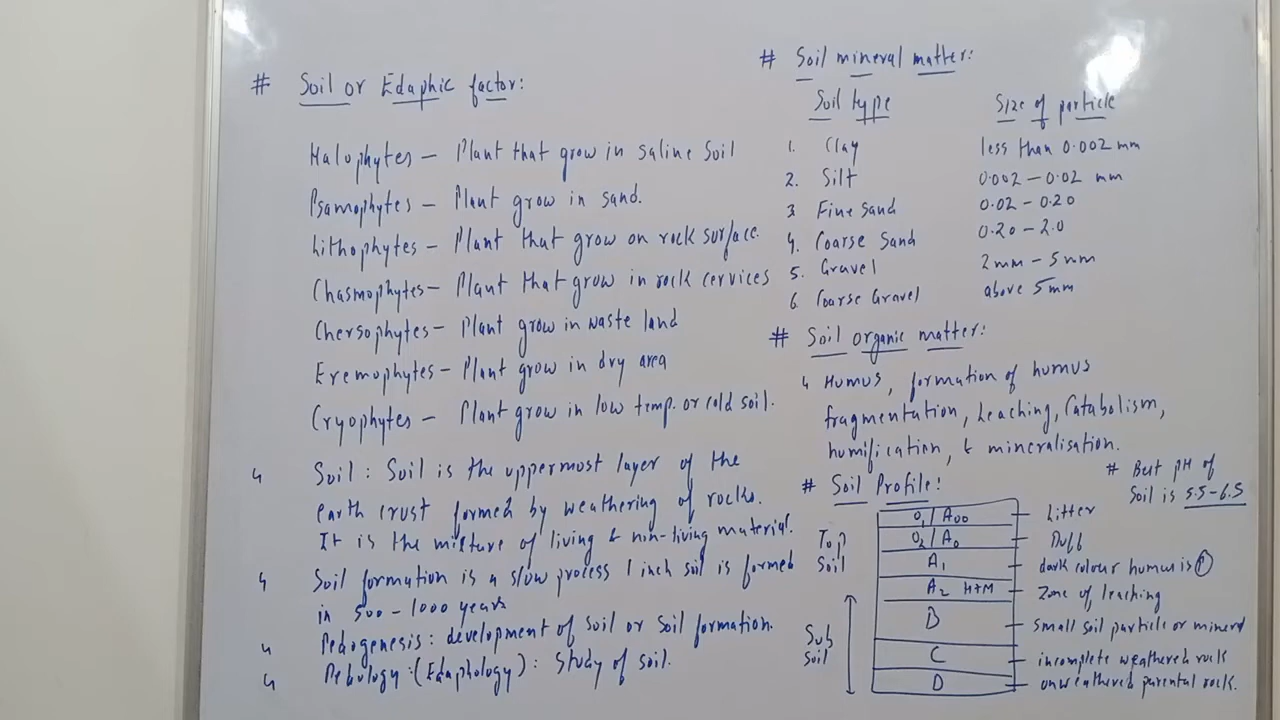 # Soil or Edaphic factor:
Halophytes – Plant that grow in saline soil
Psamophytes – Plant grow in sand.
Lithophytes – Plant that grow on rock surface.
Chasmophytes – Plant that grow in rock cervices
Chersophytes – Plant grow in waste land
Eremophytes – Plant grow in dry area
Cryophytes – Plant grow in low temp. or cold soil.
Soil : Soil is the uppermost layer of the
earth crust formed by weathering of rocks.
It is the mixture of living & non-living material.
Soil formation is a slow process 1 inch soil is formed
in 500 – 1000 years
Pedogenesis : development of soil or soil formation.
Pedology : (Edaphology) : Study of soil.
# Soil mineral matter:
Soil type Size of particle
1. Clay less than 0.002 mm
2. Silt 0.002 – 0.02 mm
3 Fine Sand 0.02 – 0.20
4. Coarse Sand 0.20 – 2.0
5. Gravel 2mm – 5mm
6. Coarse Gravel above 5mm
# Soil organic matter:
Humus, formation of humus
fragmentation, Leaching, Catabolism,
humification, & mineralisation.
# Best pH of
Soil is 5.5–6.5
# Soil Profile:
Top
Soil
O1/A00 Litter
O2/A0 Duff
A1 dark colour humus is ↑
A2 H+M Zone of leaching
Sub
Soil
B small soil particle or mineral
C incomplete weathered rock
D unweathered parental rock.